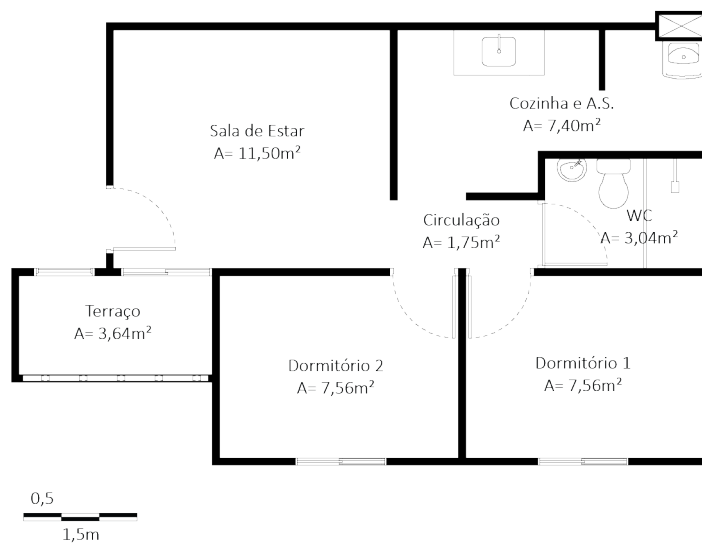 Sala de Estar
A= 11,50m²
Cozinha e A.S.
A= 7,40m²
Circulação
A= 1,75m²
WC
A= 3,04m²
Terraço
A= 3,64m²
Dormitório 2
A= 7,56m²
Dormitório 1
A= 7,56m²
0,5
1,5m